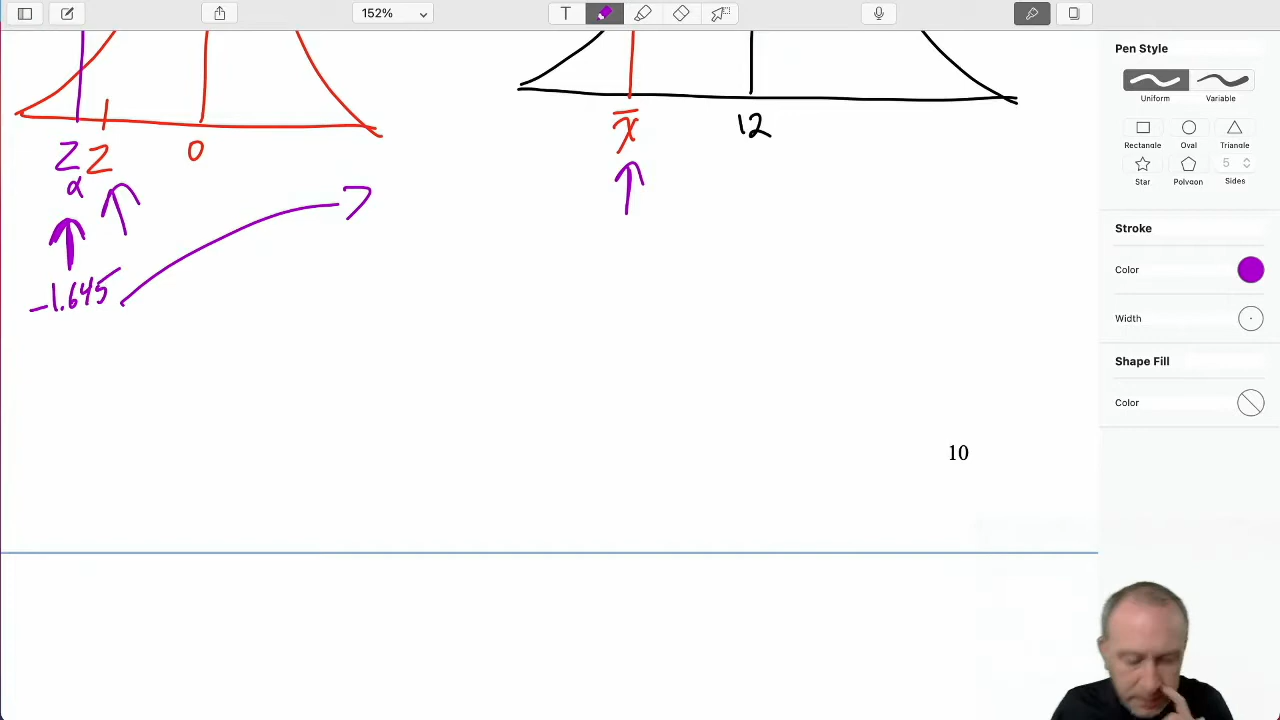 152%
T
Pen Style
Uniform
Variable
Rectangle
Oval
Triangle
Star
Polygon
5
Sides
Stroke
Color
Width
Shape Fill
Color
z z 0
α
-1.645
x̄ 12
10